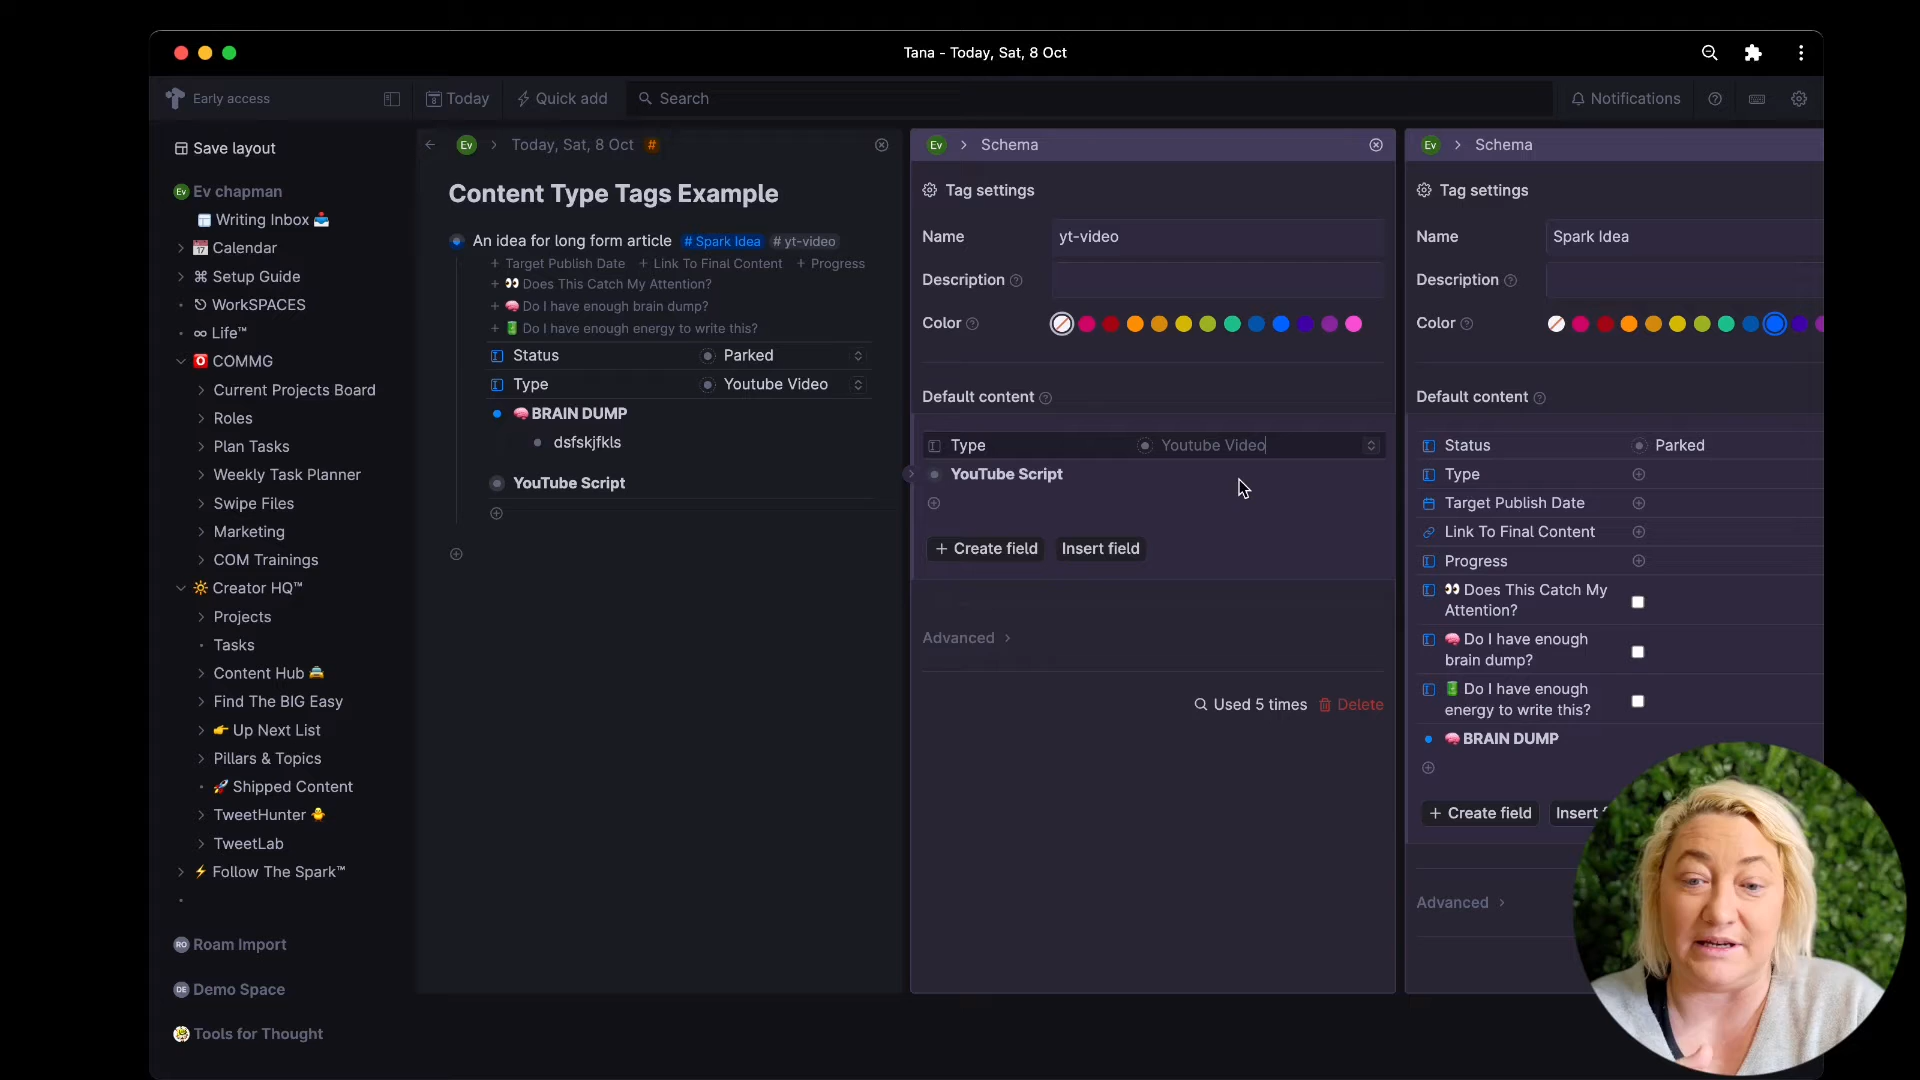 Tana - Today, Sat, 8 Oct
Early access
Today
Quick add
Search
Notifications
Save layout
Ev Ev chapman
Writing Inbox
Calendar
Setup Guide
WorkSPACES
Life™
COMMG
Current Projects Board
Roles
Plan Tasks
Weekly Task Planner
Swipe Files
Marketing
COM Trainings
Creator HQ™
Projects
Tasks
Content Hub
Find The BIG Easy
Up Next List
Pillars & Topics
Shipped Content
TweetHunter
TweetLab
Follow The Spark™
RO Roam Import
DE Demo Space
Tools for Thought
Ev > Today, Sat, 8 Oct #
Content Type Tags Example
An idea for long form article # Spark Idea # yt-video
+ Target Publish Date + Link To Final Content + Progress
+ 👀 Does This Catch My Attention?
+ 🧠 Do I have enough brain dump?
+ 🔋 Do I have enough energy to write this?
Status Parked
Type Youtube Video
🧠 BRAIN DUMP
dsfskjfkls
YouTube Script
Ev > Schema
Tag settings
Name yt-video
Description
Color
Default content
Type Youtube Video
YouTube Script
+ Create field Insert field
Advanced >
Used 5 times Delete
Ev > Schema
Tag settings
Name Spark Idea
Description
Color
Default content
Status Parked
Type
Target Publish Date
Link To Final Content
Progress
👀 Does This Catch My
Attention?
🧠 Do I have enough
brain dump?
🔋 Do I have enough
energy to write this?
🧠 BRAIN DUMP
+ Create field Insert
Advanced >